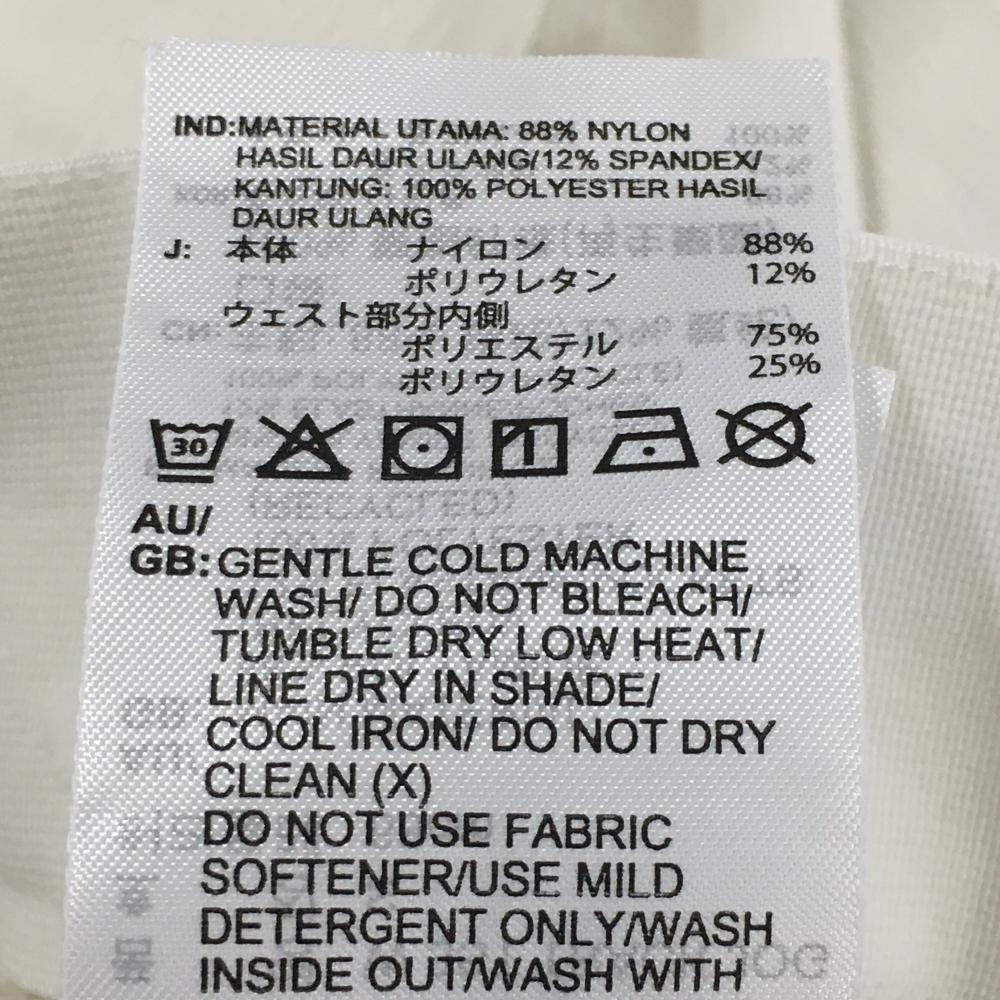 IND:MATERIAL UTAMA: 88% NYLON
HASIL DAUR ULANG/12% SPANDEX/
KANTUNG: 100% POLYESTER HASIL
DAUR ULANG
J: 本体 ナイロン 88%
ポリウレタン 12%
ウェスト部分内側
ポリエステル 75%
ポリウレタン 25%
30
AU/
GB:GENTLE COLD MACHINE
WASH/ DO NOT BLEACH/
TUMBLE DRY LOW HEAT/
LINE DRY IN SHADE/
COOL IRON/ DO NOT DRY
CLEAN (X)
DO NOT USE FABRIC
SOFTENER/USE MILD
DETERGENT ONLY/WASH
INSIDE OUT/WASH WITH